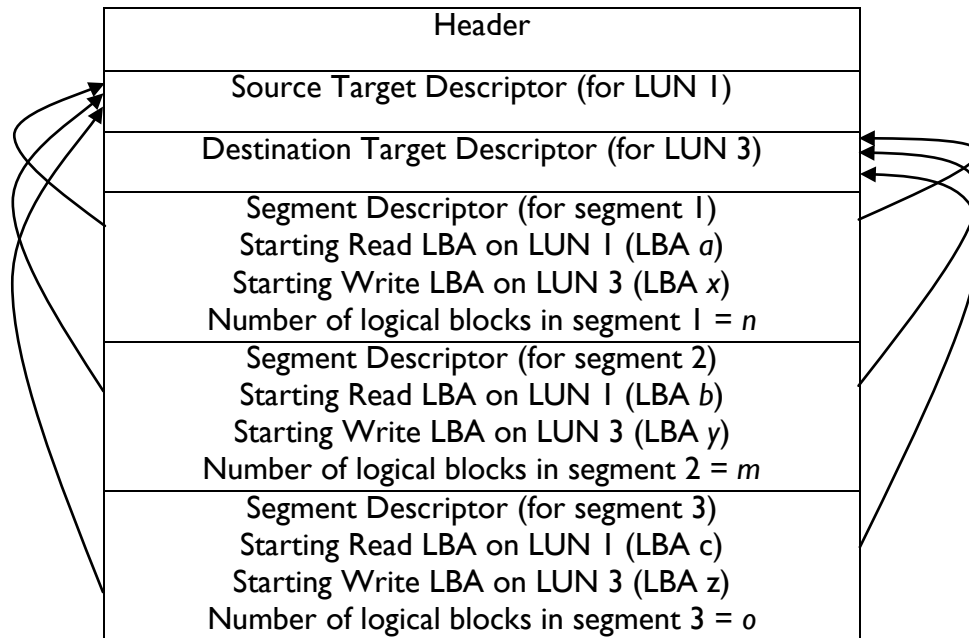 Header
Source Target Descriptor (for LUN 1)
Destination Target Descriptor (for LUN 3)
Segment Descriptor (for segment 1)
Starting Read LBA on LUN 1 (LBA a)
Starting Write LBA on LUN 3 (LBA x)
Number of logical blocks in segment 1 = n
Segment Descriptor (for segment 2)
Starting Read LBA on LUN 1 (LBA b)
Starting Write LBA on LUN 3 (LBA y)
Number of logical blocks in segment 2 = m
Segment Descriptor (for segment 3)
Starting Read LBA on LUN 1 (LBA c)
Starting Write LBA on LUN 3 (LBA z)
Number of logical blocks in segment 3 = o